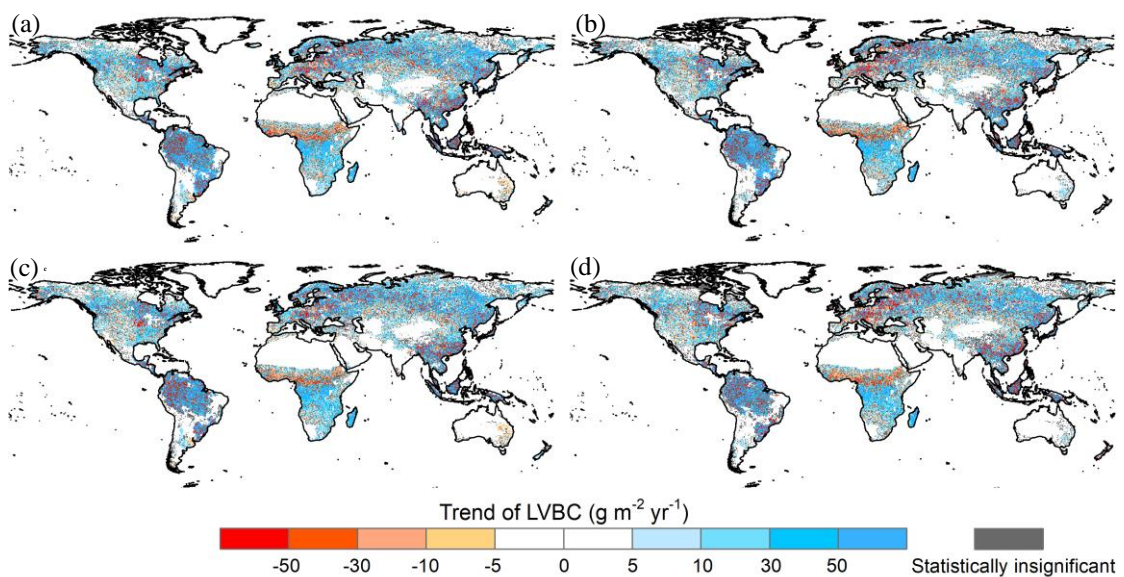 (a) (b)
(c) (d)
Trend of LVBC (g m⁻² yr⁻¹)
-50 -30 -10 -5 0 5 10 30 50 Statistically insignificant